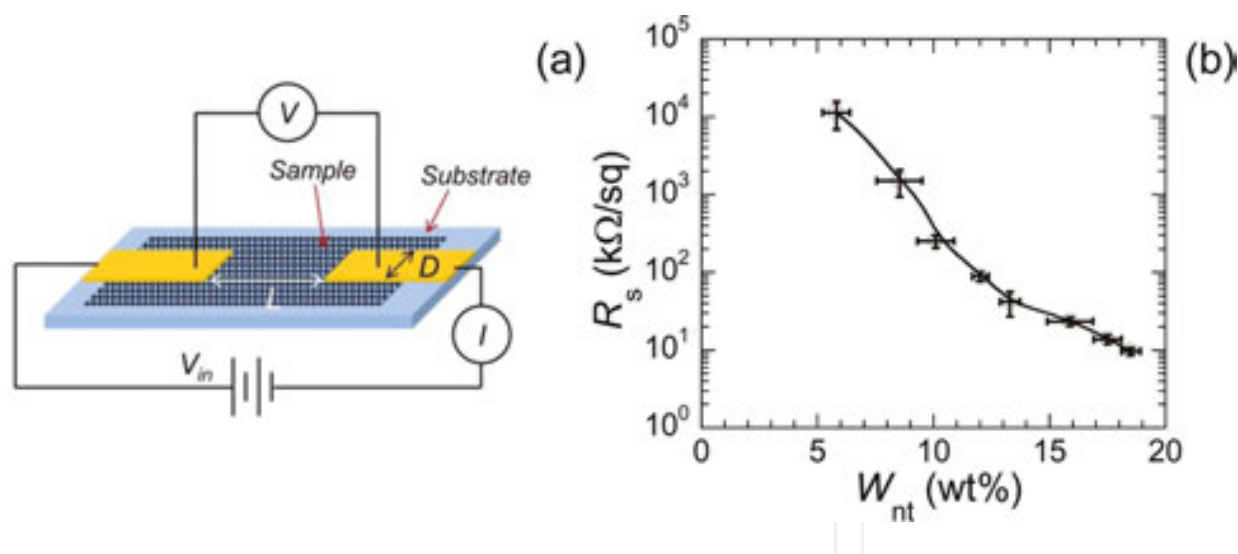 (a)
V
Sample
Substrate
D
L
I
V_in
(b)
R_s (kΩ/sq)
10^5
10^4
10^3
10^2
10^1
10^0
0 5 10 15 20
W_nt (wt%)